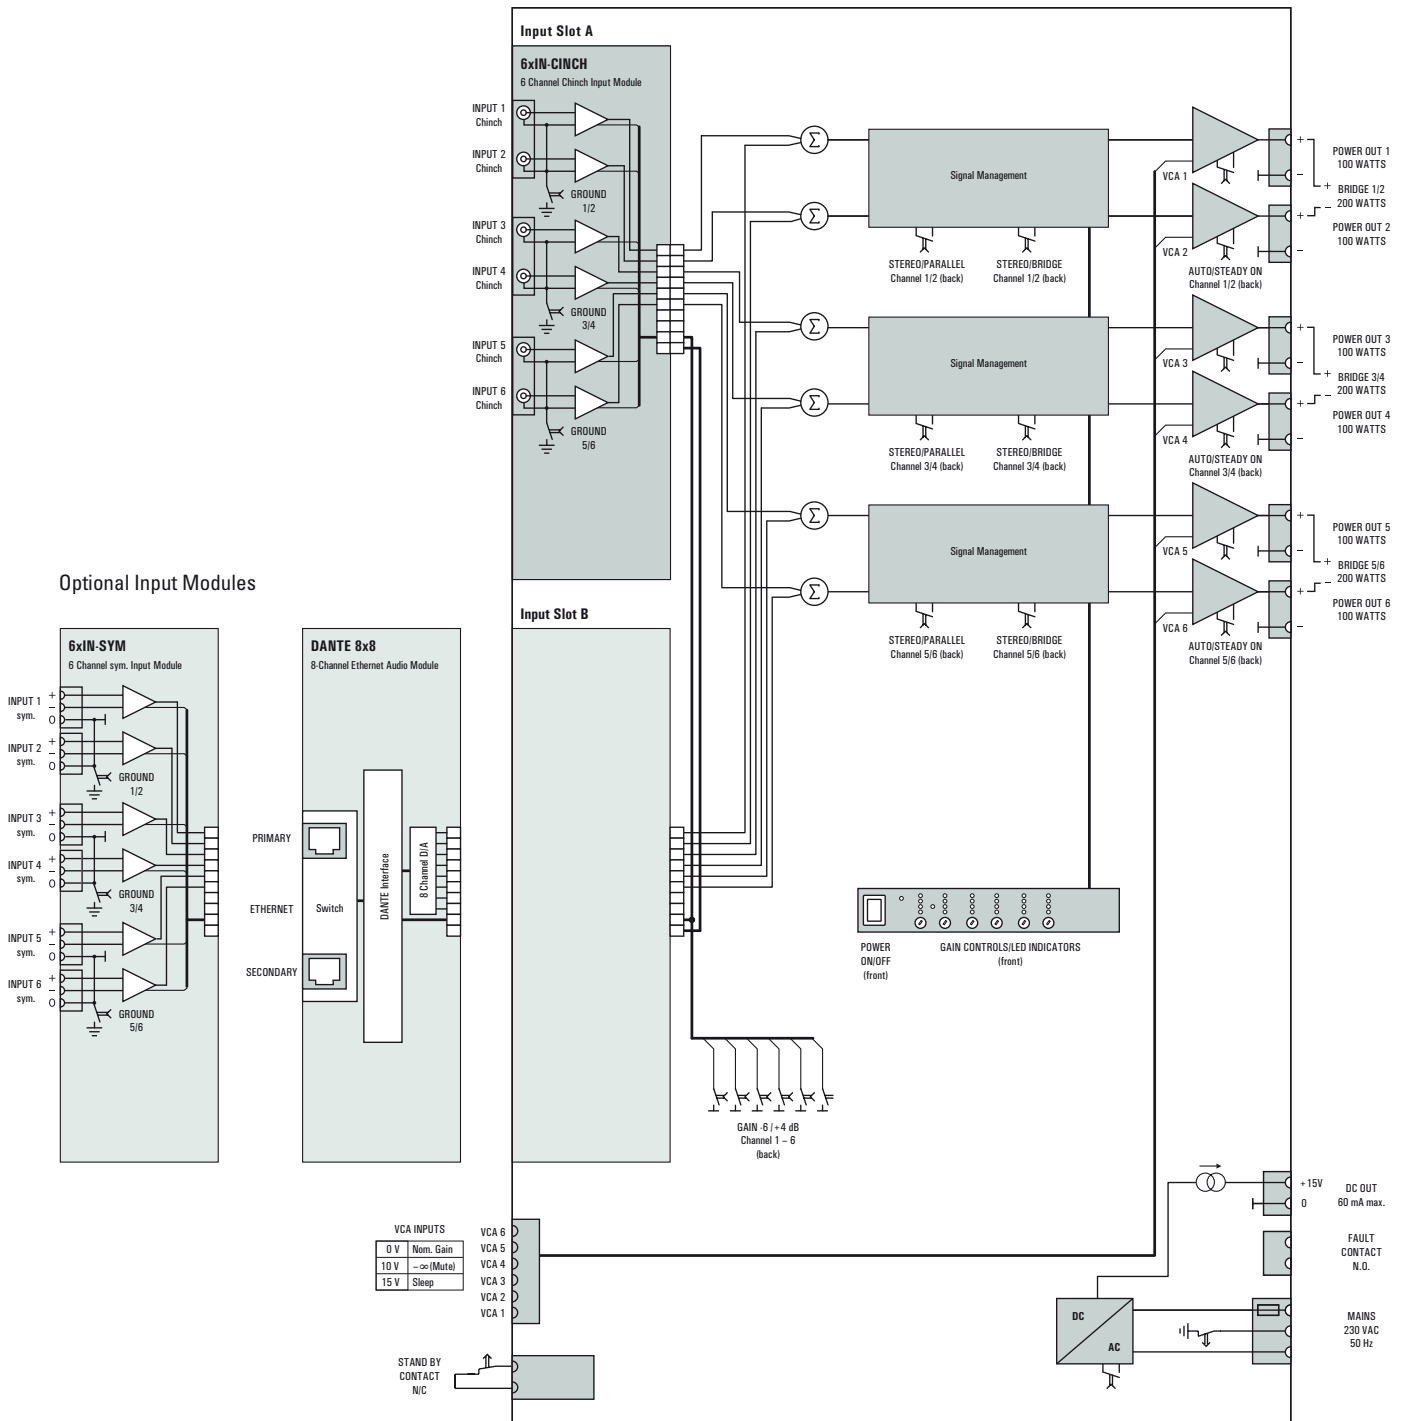 Input Slot A
6xIN-CINCH
6 Channel Chinch Input Module
INPUT 1
Chinch
INPUT 2
Chinch
GROUND
1/2
INPUT 3
Chinch
INPUT 4
Chinch
GROUND
3/4
INPUT 5
Chinch
INPUT 6
Chinch
GROUND
5/6
Σ
Σ
Σ
Σ
Σ
Σ
Signal Management
STEREO/PARALLEL
Channel 1/2 (back)
STEREO/BRIDGE
Channel 1/2 (back)
Signal Management
STEREO/PARALLEL
Channel 3/4 (back)
STEREO/BRIDGE
Channel 3/4 (back)
Signal Management
STEREO/PARALLEL
Channel 5/6 (back)
STEREO/BRIDGE
Channel 5/6 (back)
VCA 1
VCA 2
AUTO/STEADY ON
Channel 1/2 (back)
VCA 3
VCA 4
AUTO/STEADY ON
Channel 3/4 (back)
VCA 5
VCA 6
AUTO/STEADY ON
Channel 5/6 (back)
+
POWER OUT 1
100 WATTS
−
+ BRIDGE 1/2
− 200 WATTS
+
POWER OUT 2
100 WATTS
−
+
POWER OUT 3
100 WATTS
−
+ BRIDGE 3/4
− 200 WATTS
+
POWER OUT 4
100 WATTS
−
+
POWER OUT 5
100 WATTS
−
+ BRIDGE 5/6
− 200 WATTS
+
POWER OUT 6
100 WATTS
−
Optional Input Modules
6xIN-SYM
6 Channel sym. Input Module
INPUT 1
sym.
+
−
0
INPUT 2
sym.
+
−
0
GROUND
1/2
INPUT 3
sym.
+
−
0
INPUT 4
sym.
+
−
0
GROUND
3/4
INPUT 5
sym.
+
−
0
INPUT 6
sym.
+
−
0
GROUND
5/6
DANTE 8x8
8-Channel Ethernet Audio Module
PRIMARY
ETHERNET
SECONDARY
Switch
DANTE Interface
8 Channel D/A
Input Slot B
POWER
ON/OFF
(front)
GAIN CONTROLS/LED INDICATORS
(front)
GAIN -6 /+4 dB
Channel 1 – 6
(back)
VCA INPUTS
0 V Nom. Gain
10 V −∞(Mute)
15 V Sleep
VCA 6
VCA 5
VCA 4
VCA 3
VCA 2
VCA 1
STAND BY
CONTACT
N/C
DC
AC
+15V
0
DC OUT
60 mA max.
FAULT
CONTACT
N.O.
MAINS
230 VAC
50 Hz